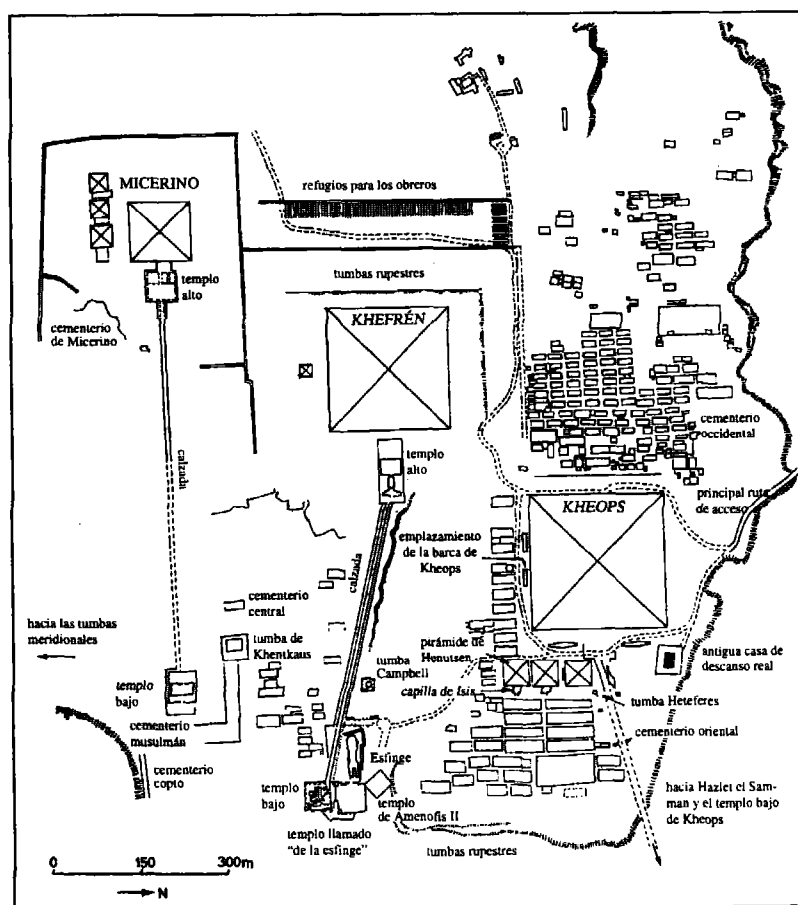 MICERINO
refugios para los obreros
tumbas rupestres
templo
alto
cementerio
de Micerino
KHEFRÉN
cementerio
occidental
templo
alto
calzada
principal ruta
de acceso
KHEOPS
emplazamiento
de la barca de
Kheops
calzada
cementerio
central
hacia las tumbas
meridionales
tumba de
Khentkaus
pirámide de
Henutsen
antigua casa de
descanso real
tumba
Campbell
capilla de Isis
templo
bajo
tumba Heteferes
cementerio
musulmán
cementerio oriental
Esfinge
cementerio
copto
templo
bajo
templo
de Amenofis II
hacia Hazlet el Sam-
man y el templo bajo
de Kheops
templo llamado
"de la esfinge"
tumbas rupestres
0 150 300m
N